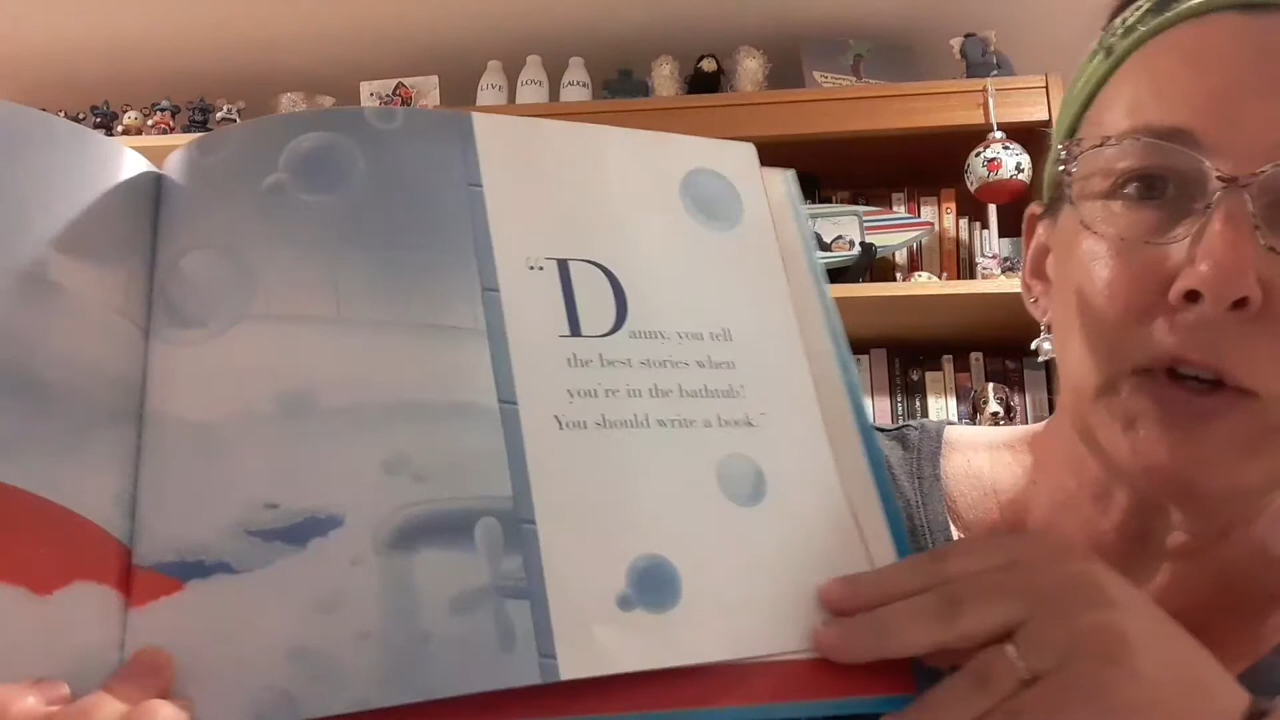 LIVE
LOVE
LAUGH
“Danny, you tell
the best stories when
you're in the bathtub!
You should write a book.”